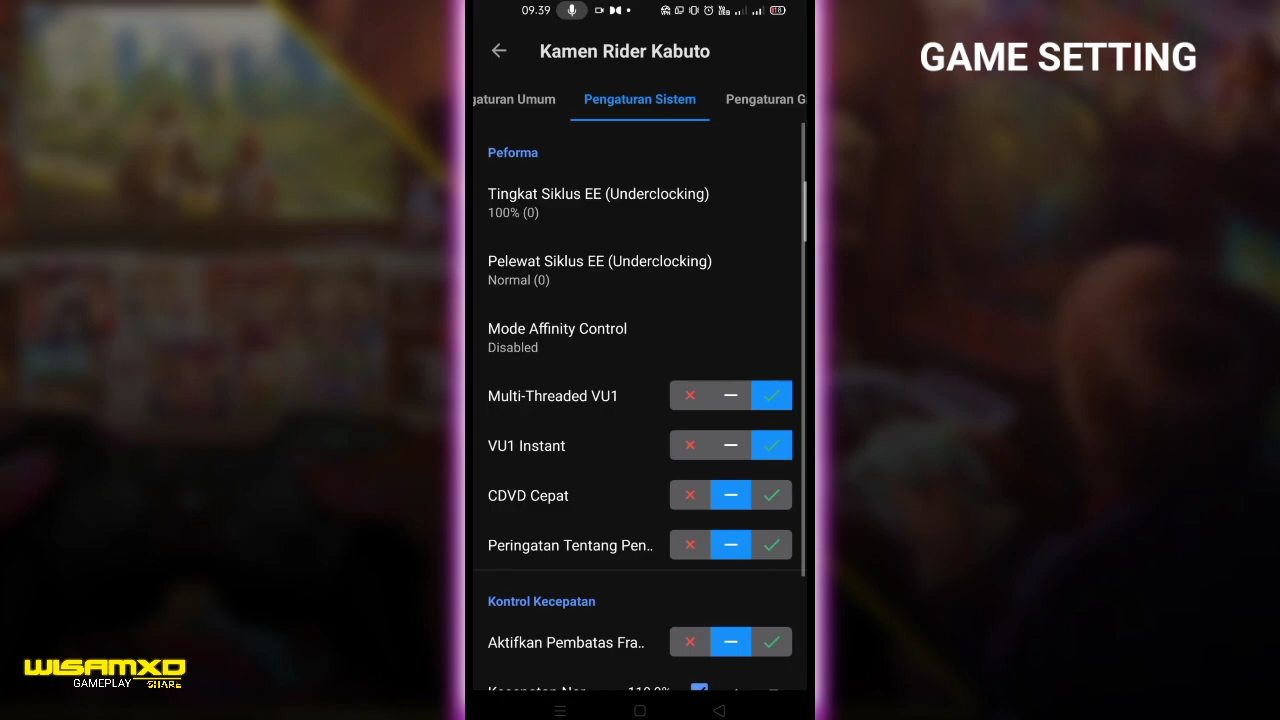 09.39
Kamen Rider Kabuto
GAME SETTING
gaturan Umum
Pengaturan Sistem
Pengaturan G
Peforma
Tingkat Siklus EE (Underclocking)
100% (0)
Pelewat Siklus EE (Underclocking)
Normal (0)
Mode Affinity Control
Disabled
Multi-Threaded VU1
VU1 Instant
CDVD Cepat
Peringatan Tentang Pen..
Kontrol Kecepatan
Aktifkan Pembatas Fra..
WISAMXD
GAMEPLAY SHARE